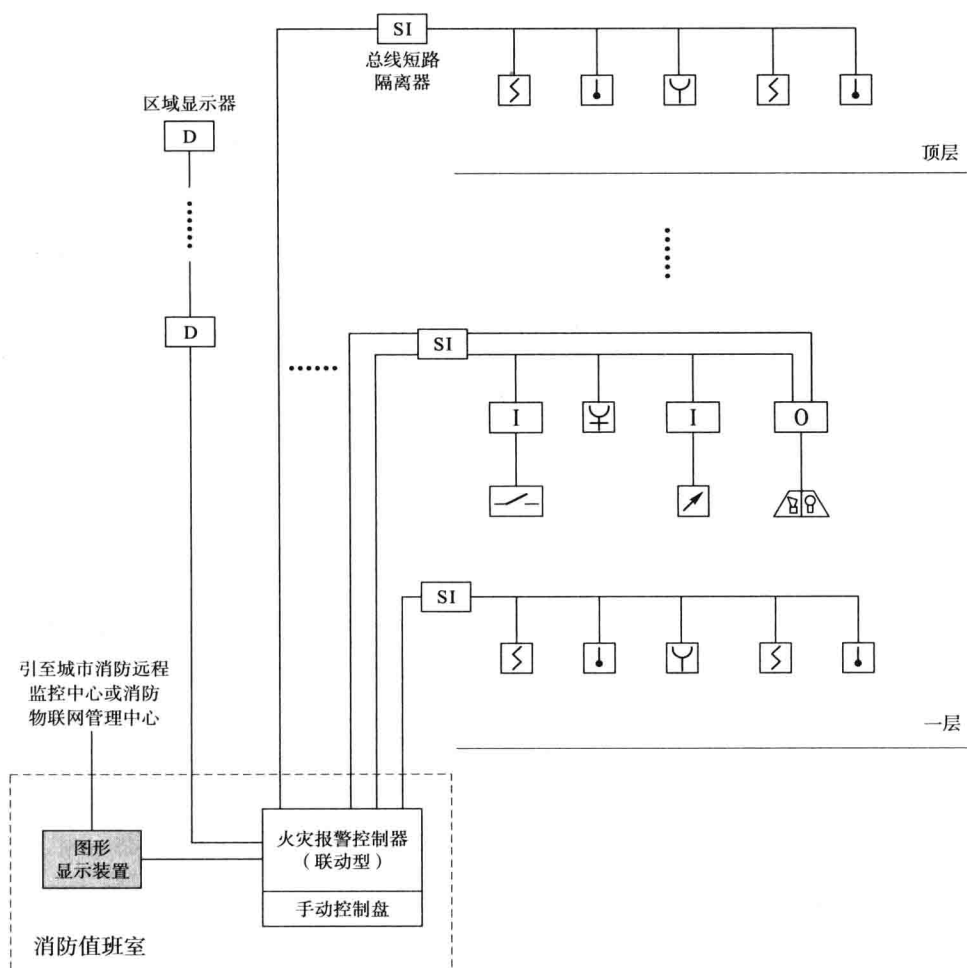 SI
总线短路
隔离器
区域显示器
D
顶层
D
SI
I
I
O
SI
引至城市消防远程
监控中心或消防
物联网管理中心
一层
火灾报警控制器
（联动型）
图形
显示装置
手动控制盘
消防值班室